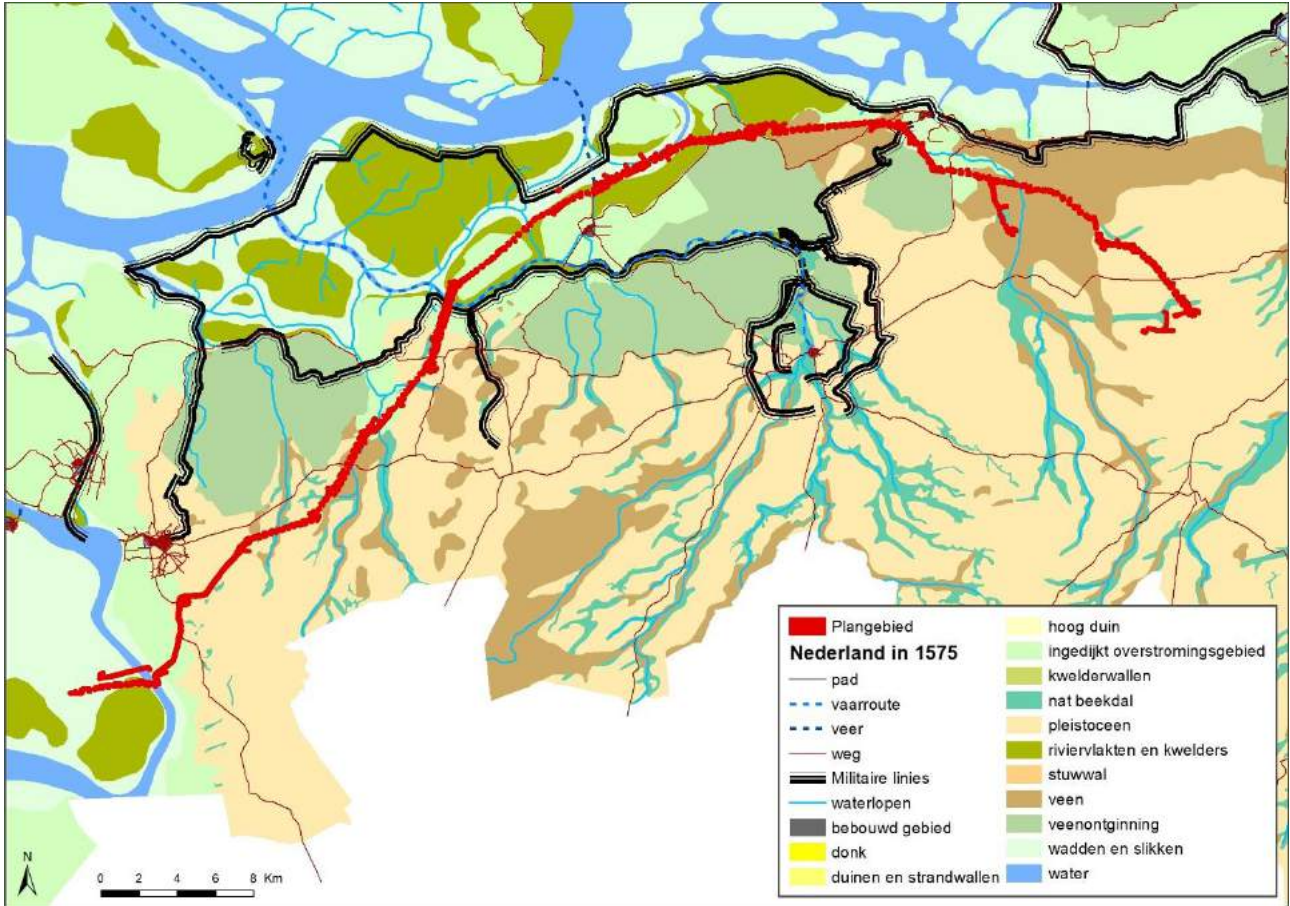 Plangebied
Nederland in 1575
pad
vaarroute
veer
weg
Militaire linies
waterlopen
bebouwd gebied
donk
duinen en strandwallen
hoog duin
ingedijkt overstromingsgebied
kwelderwallen
nat beekdal
pleistoceen
riviervlakten en kwelders
stuwwal
veen
veenontginning
wadden en slikken
water
N
0 2 4 6 8 Km